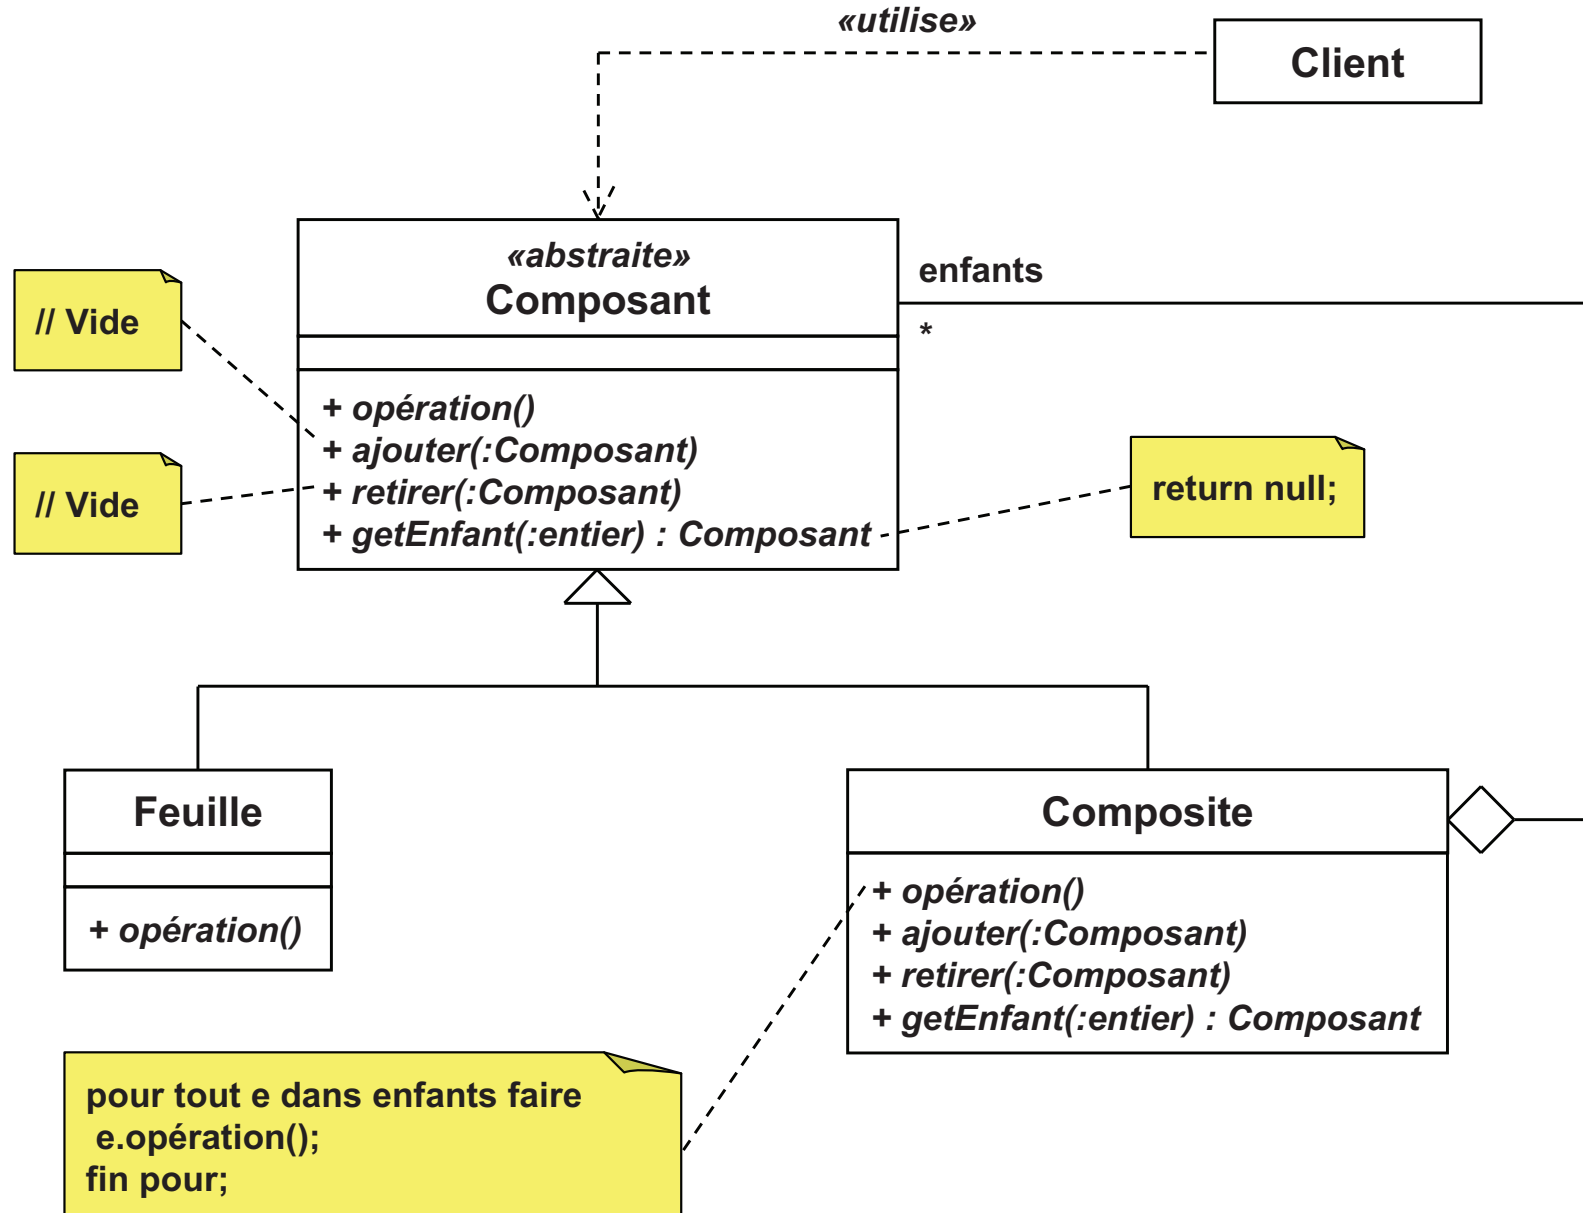 «utilise»
Client
«abstraite»
Composant
enfants
*
// Vide
// Vide
+ opération()
+ ajouter(:Composant)
+ retirer(:Composant)
+ getEnfant(:entier) : Composant
return null;
Feuille
+ opération()
Composite
+ opération()
+ ajouter(:Composant)
+ retirer(:Composant)
+ getEnfant(:entier) : Composant
pour tout e dans enfants faire
e.opération();
fin pour;